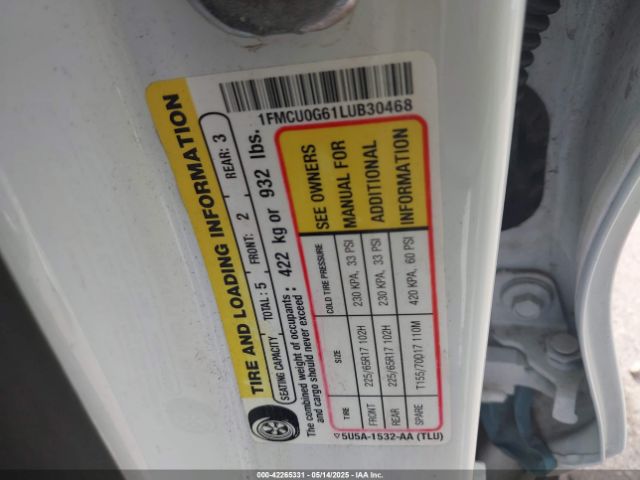 1FMCU0G61LUB30468
TIRE AND LOADING INFORMATION
SEATING CAPACITY TOTAL: 5 FRONT: 2 REAR: 3
The combined weight of occupants and cargo should never exceed : 422 kg or 932 lbs.
TIRE SIZE COLD TIRE PRESSURE
FRONT 225/65R17 102H 230 KPA, 33 PSI
REAR 225/65R17 102H 230 KPA, 33 PSI
SPARE T155/70D17 110M 420 KPA, 60 PSI
SEE OWNERS
MANUAL FOR
ADDITIONAL
INFORMATION
5U5A-1532-AA (TLU)
000-42265331 - 05/14/2025 - IAAI.com